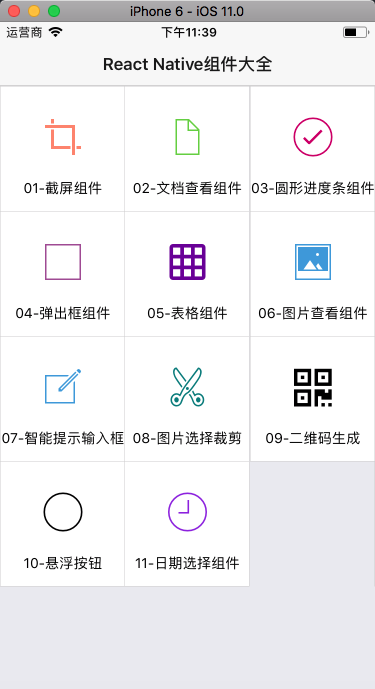 iPhone 6 - iOS 11.0
运营商 下午11:39
React Native组件大全
01-截屏组件 02-文档查看组件 03-圆形进度条组件
04-弹出框组件 05-表格组件 06-图片查看组件
07-智能提示输入框 08-图片选择裁剪 09-二维码生成
10-悬浮按钮 11-日期选择组件